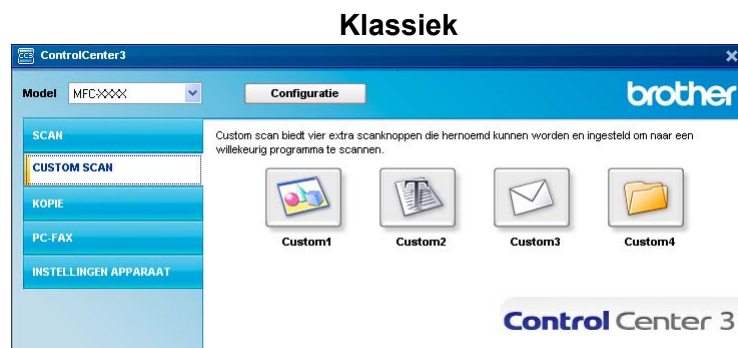 Klassiek
ControlCenter3
Model MFC-XXXX Configuratie brother
SCAN
CUSTOM SCAN
KOPIE
PC-FAX
INSTELLINGEN APPARAAT
Custom scan biedt vier extra scanknoppen die hernoemd kunnen worden en ingesteld om naar een
willekeurig programma te scannen.
Custom1 Custom2 Custom3 Custom4
Control Center 3